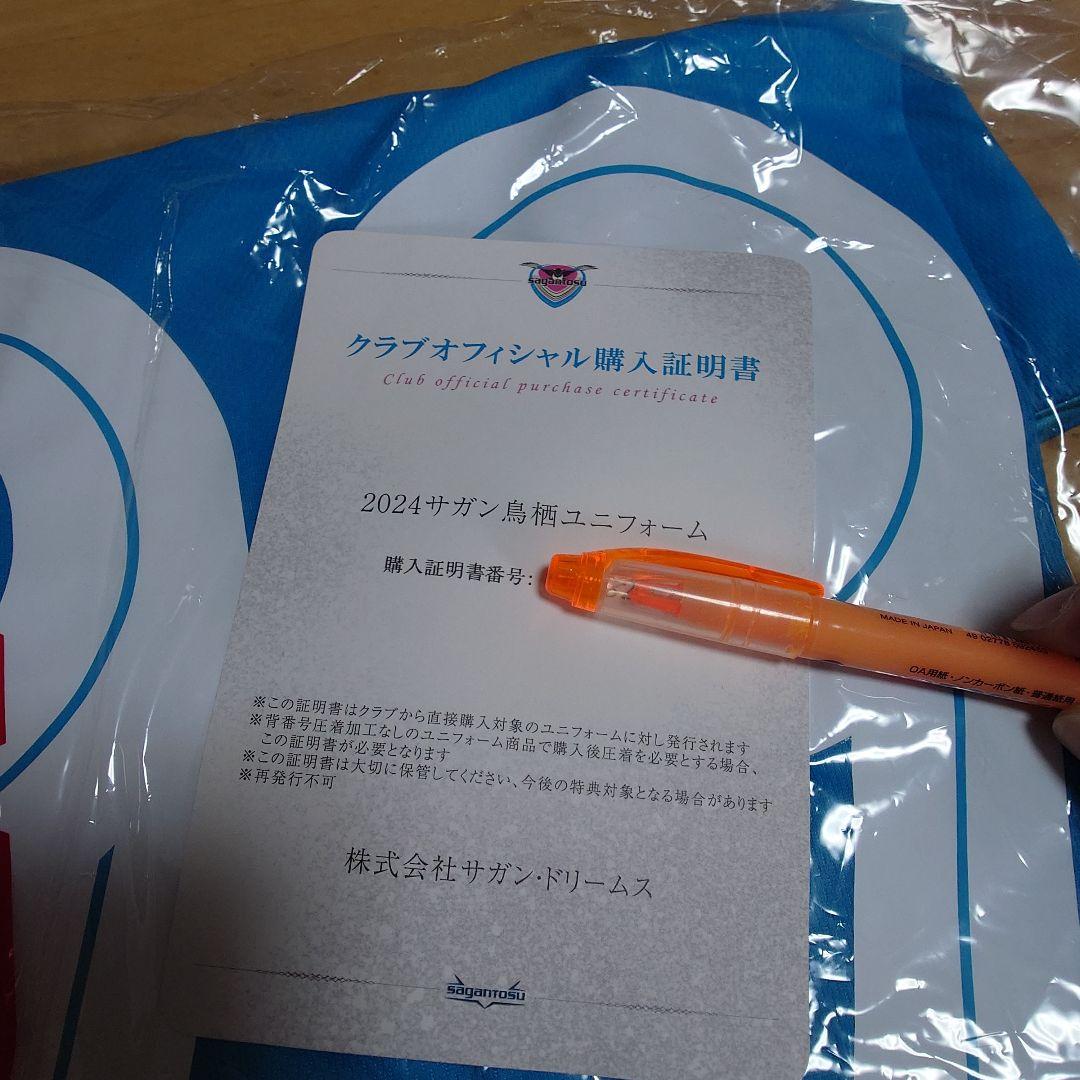 sagantosu
クラブオフィシャル購入証明書
Club official purchase certificate
2024サガン鳥栖ユニフォーム
購入証明書番号:
MADE IN JAPAN
OA用紙・ノンカーボン紙・普通紙用
※この証明書はクラブから直接購入対象のユニフォームに対し発行されます
※背番号圧着加工なしのユニフォーム商品で購入後圧着を必要とする場合、
この証明書が必要となります
※この証明書は大切に保管してください、今後の特典対象となる場合があります
※再発行不可
株式会社サガン・ドリームス
sagantosu